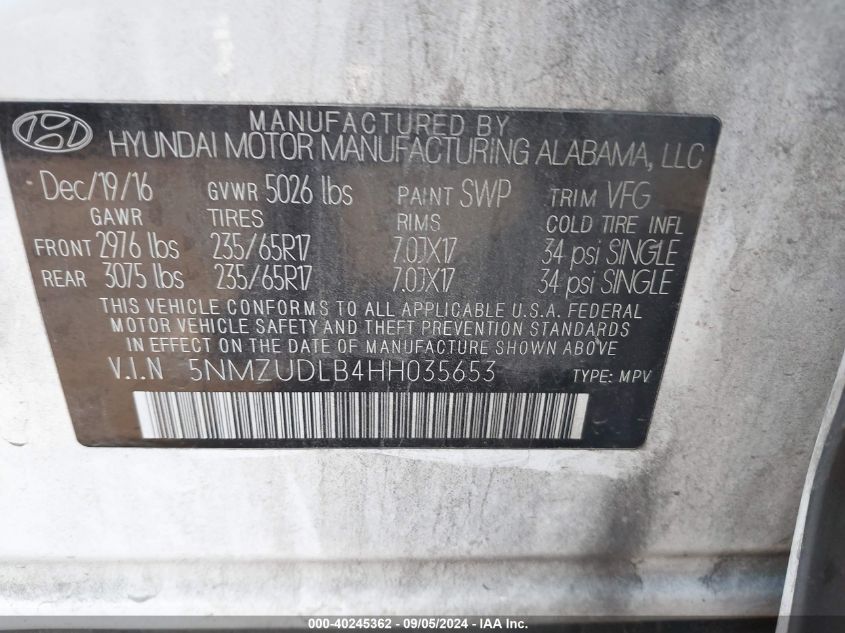 MANUFACTURED BY
HYUNDAI MOTOR MANUFACTURING ALABAMA, LLC
Dec/19/16 GVWR 5026 lbs PAINT SWP TRIM VFG
GAWR TIRES RIMS COLD TIRE INFL
FRONT 2976 lbs 235/65R17 7.0JX17 34 psi SINGLE
REAR 3075 lbs 235/65R17 7.0JX17 34 psi SINGLE
THIS VEHICLE CONFORMS TO ALL APPLICABLE U.S.A. FEDERAL
MOTOR VEHICLE SAFETY AND THEFT PREVENTION STANDARDS
IN EFFECT ON THE DATE OF MANUFACTURE SHOWN ABOVE.
V.I.N 5NMZUDLB4HH035653 TYPE: MPV
000-40245362 - 09/05/2024 - IAA Inc.